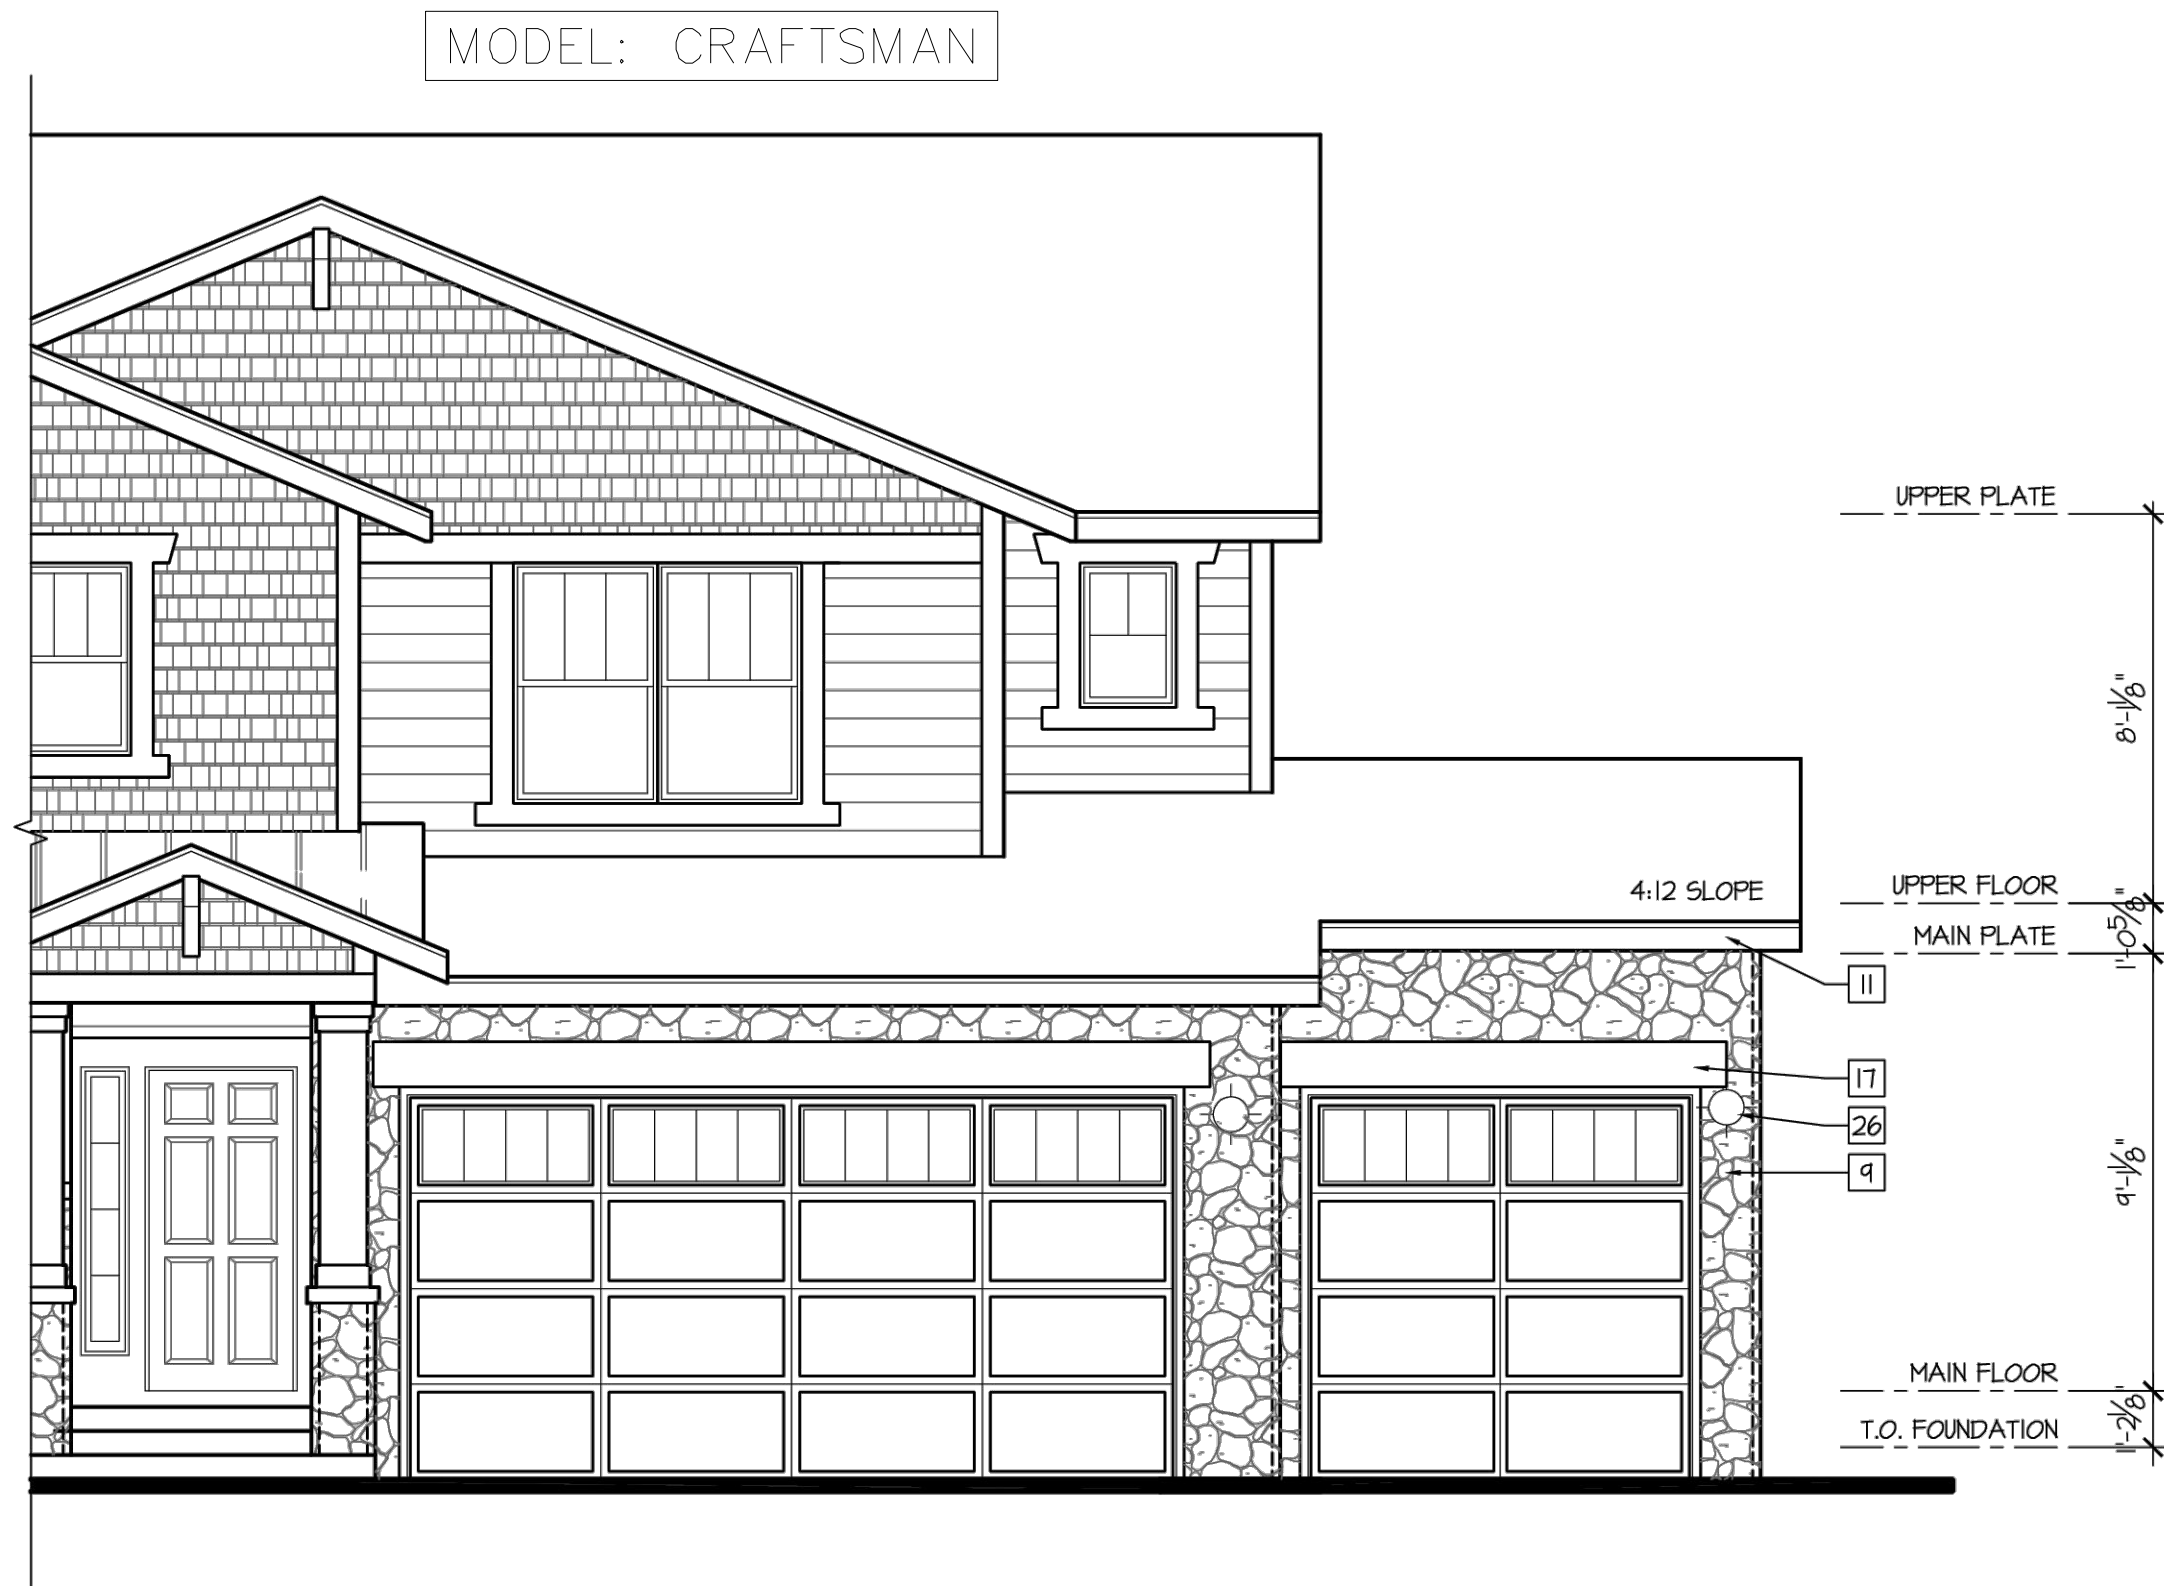 MODEL: CRAFTSMAN
UPPER PLATE
8'-1 1/8"
4:12 SLOPE
UPPER FLOOR
1'-0 5/8"
MAIN PLATE
11
17
26
9
9'-1 1/8"
MAIN FLOOR
1'-2 1/8"
T.O. FOUNDATION